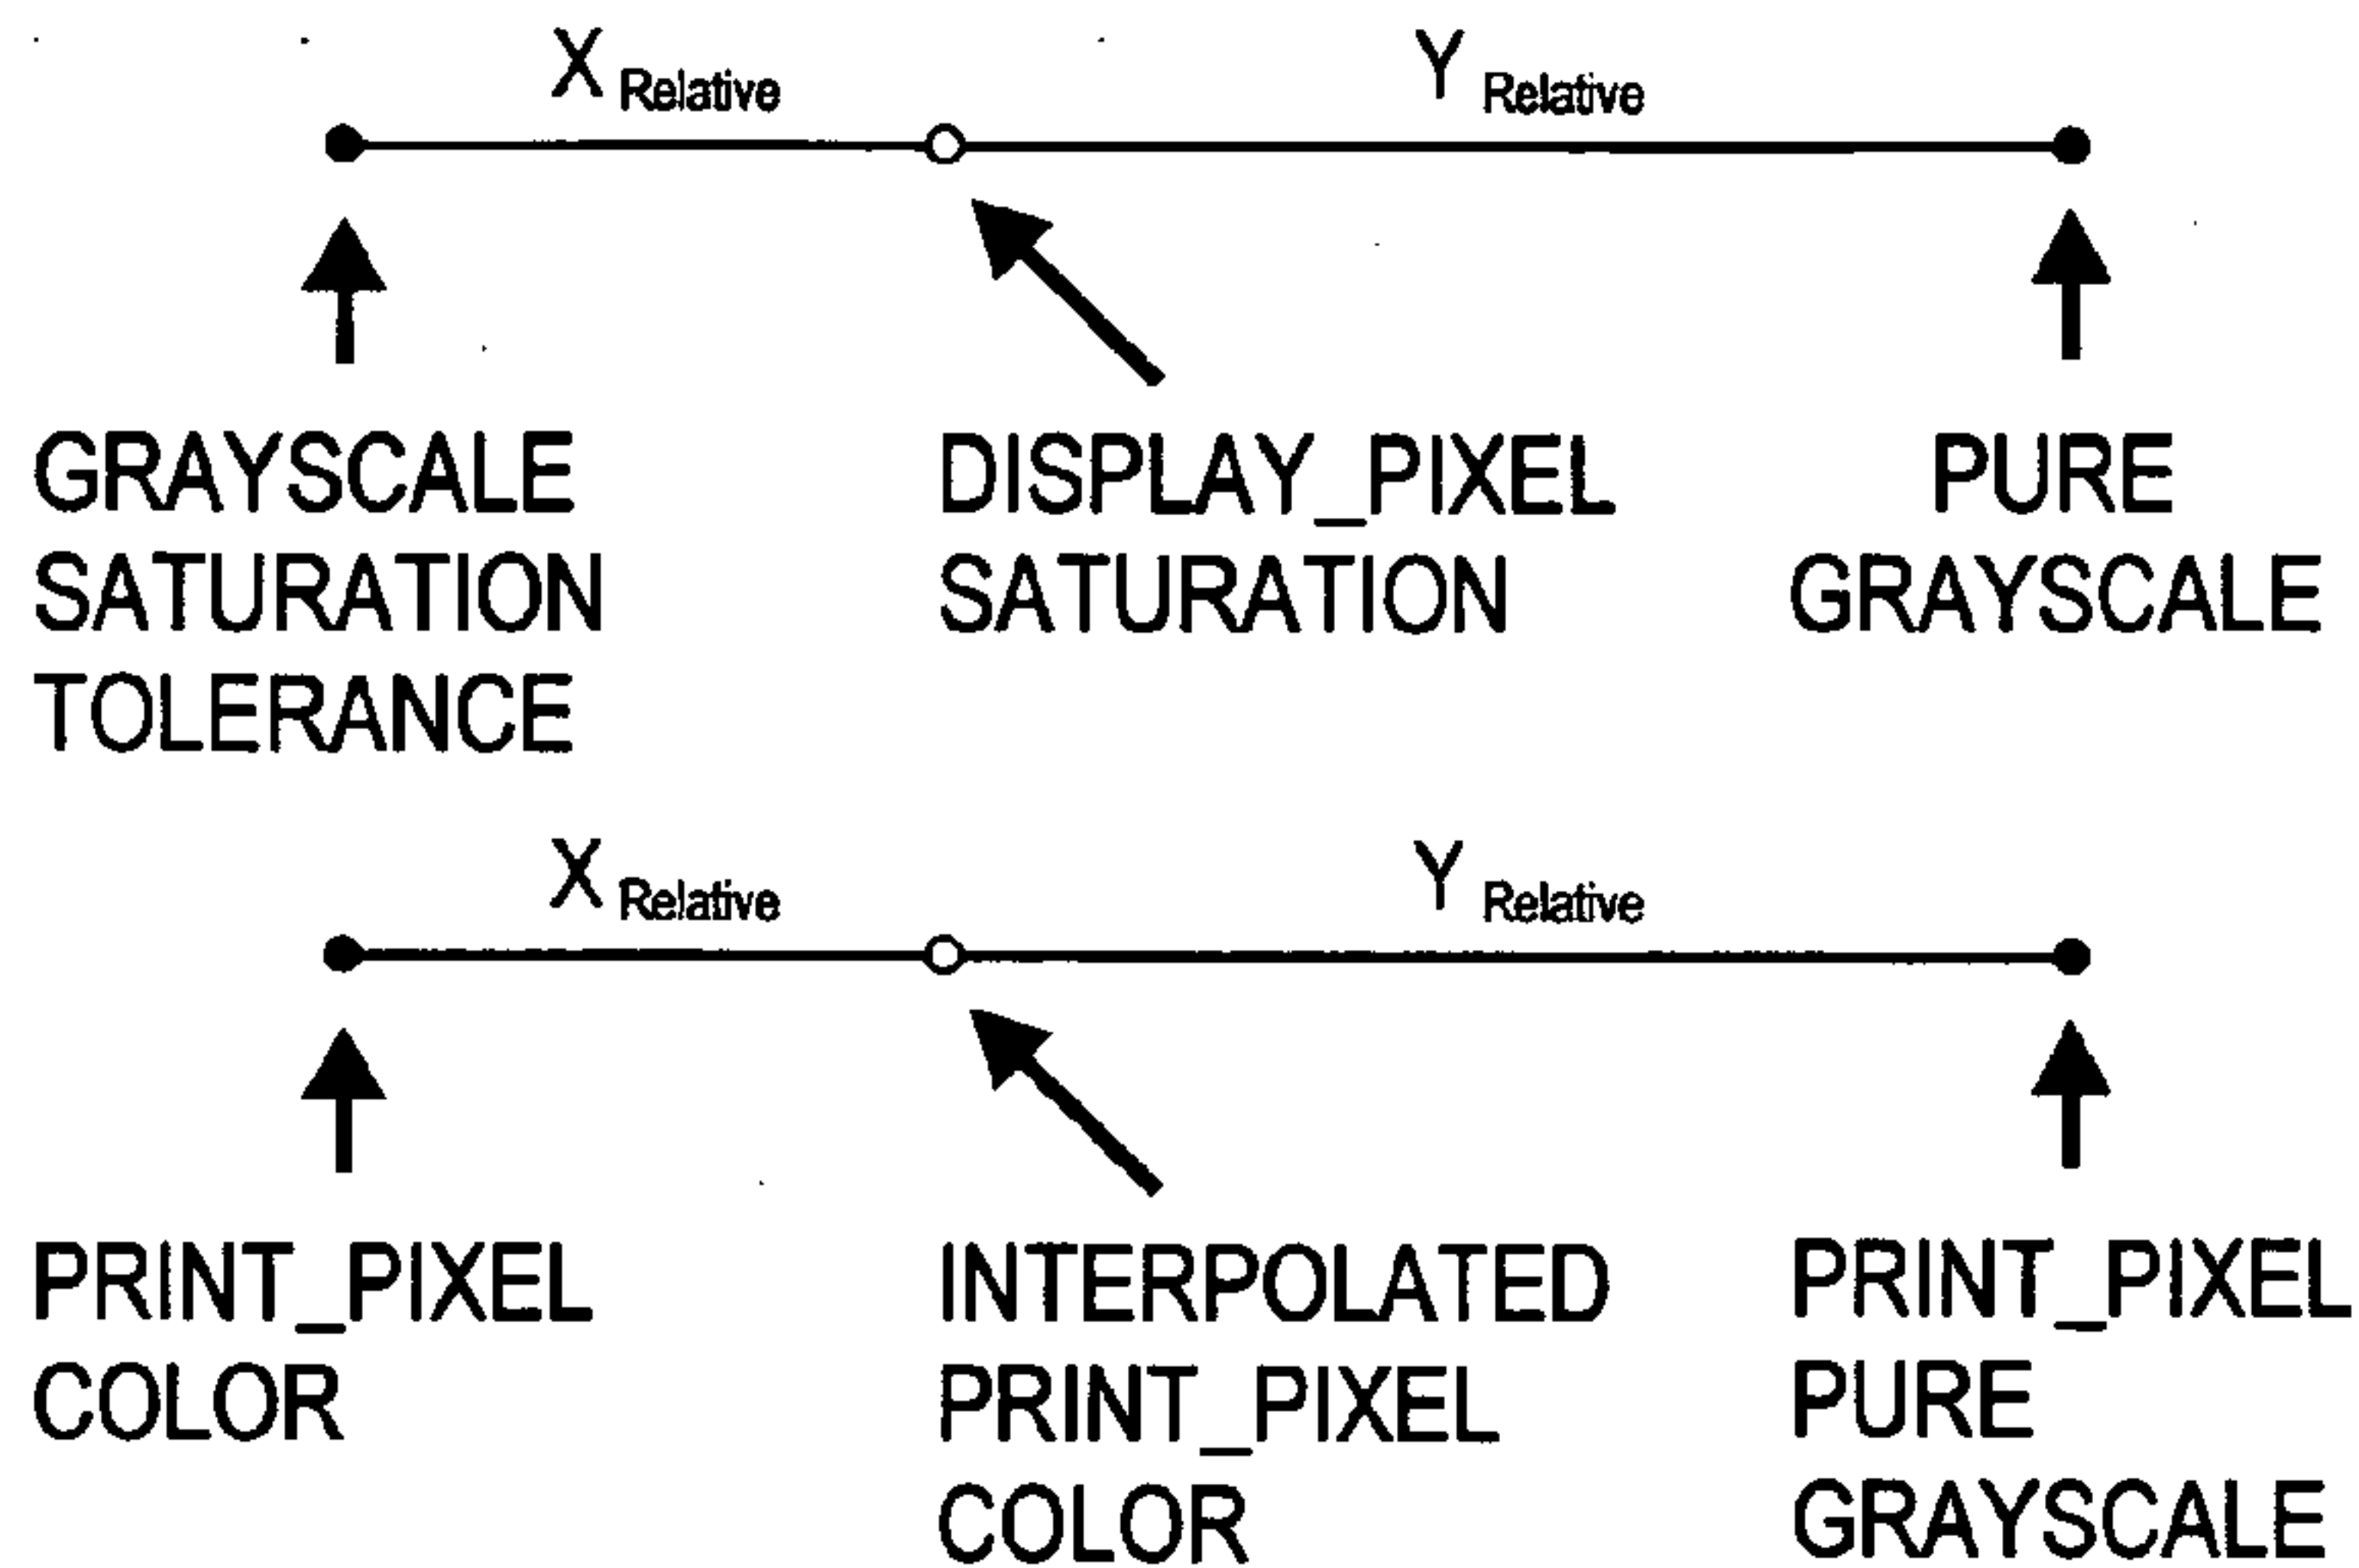 X Relative
Y Relative
GRAYSCALE
SATURATION
TOLERANCE
DISPLAY_PIXEL
SATURATION
PURE
GRAYSCALE
X Relative
Y Relative
PRINT_PIXEL
COLOR
INTERPOLATED
PRINT_PIXEL
COLOR
PRINT_PIXEL
PURE
GRAYSCALE